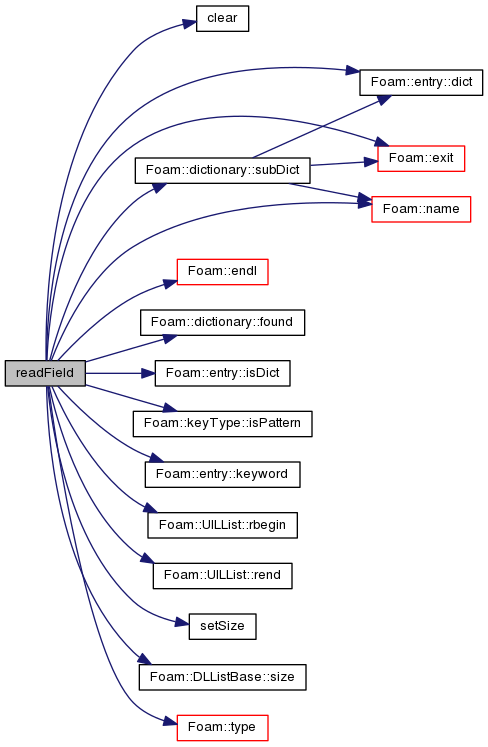 clear
Foam::entry::dict
Foam::exit
Foam::dictionary::subDict
Foam::name
Foam::endl
Foam::dictionary::found
readField
Foam::entry::isDict
Foam::keyType::isPattern
Foam::entry::keyword
Foam::UILList::rbegin
Foam::UILList::rend
setSize
Foam::DLListBase::size
Foam::type